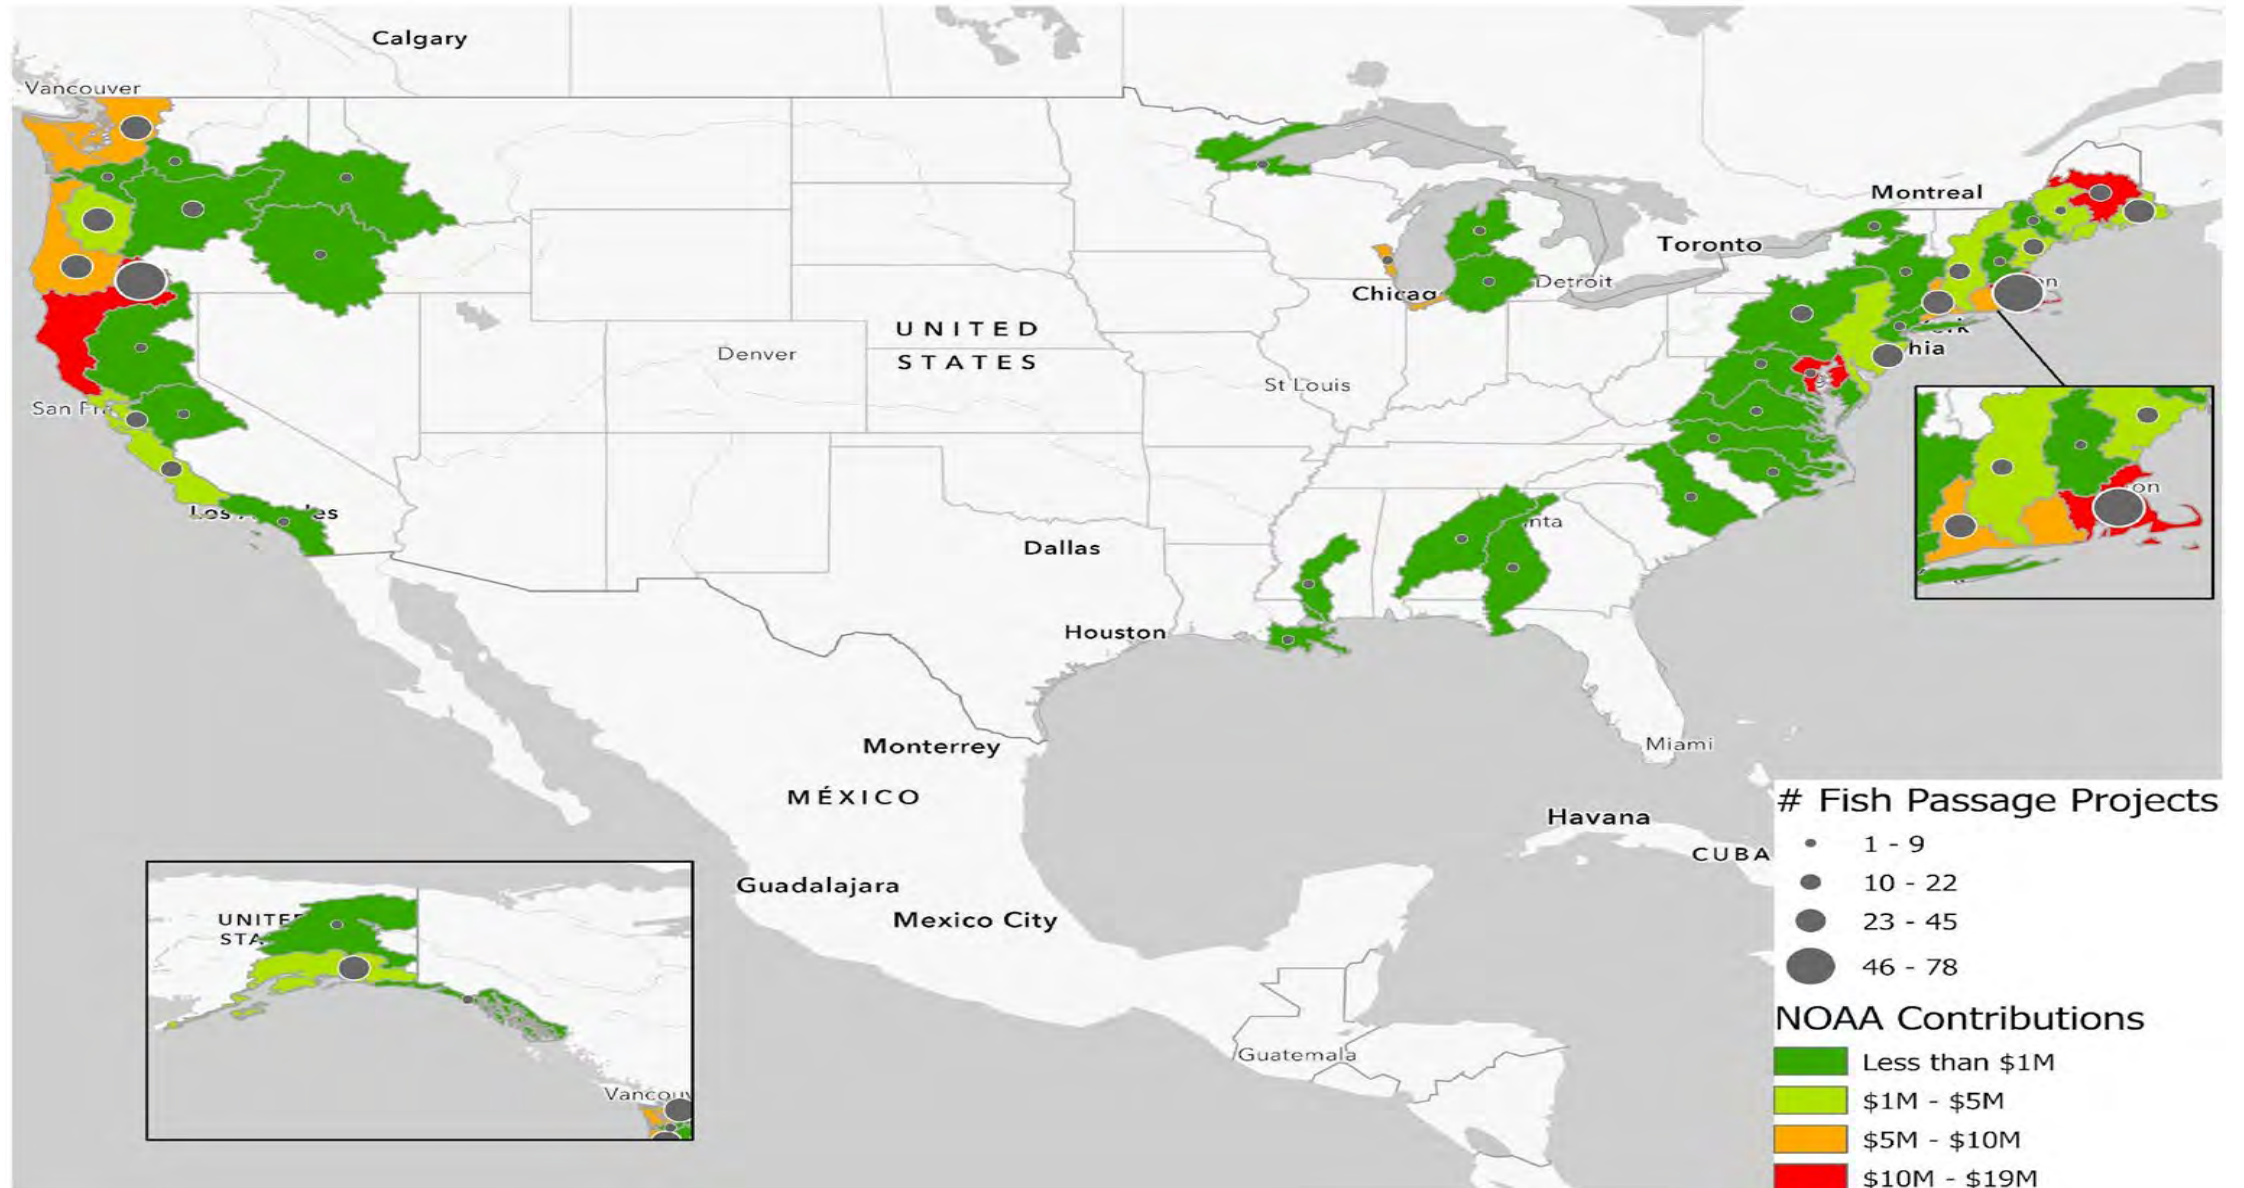 Calgary
Vancouver
Montreal
Toronto
Detroit
UNITED
STATES
Denver
St Louis
Dallas
Houston
Monterrey
MÉXICO
Miami
Havana
CUBA
Guadalajara
Mexico City
Guatemala
# Fish Passage Projects
1 - 9
10 - 22
23 - 45
46 - 78
NOAA Contributions
Less than $1M
$1M - $5M
$5M - $10M
$10M - $19M